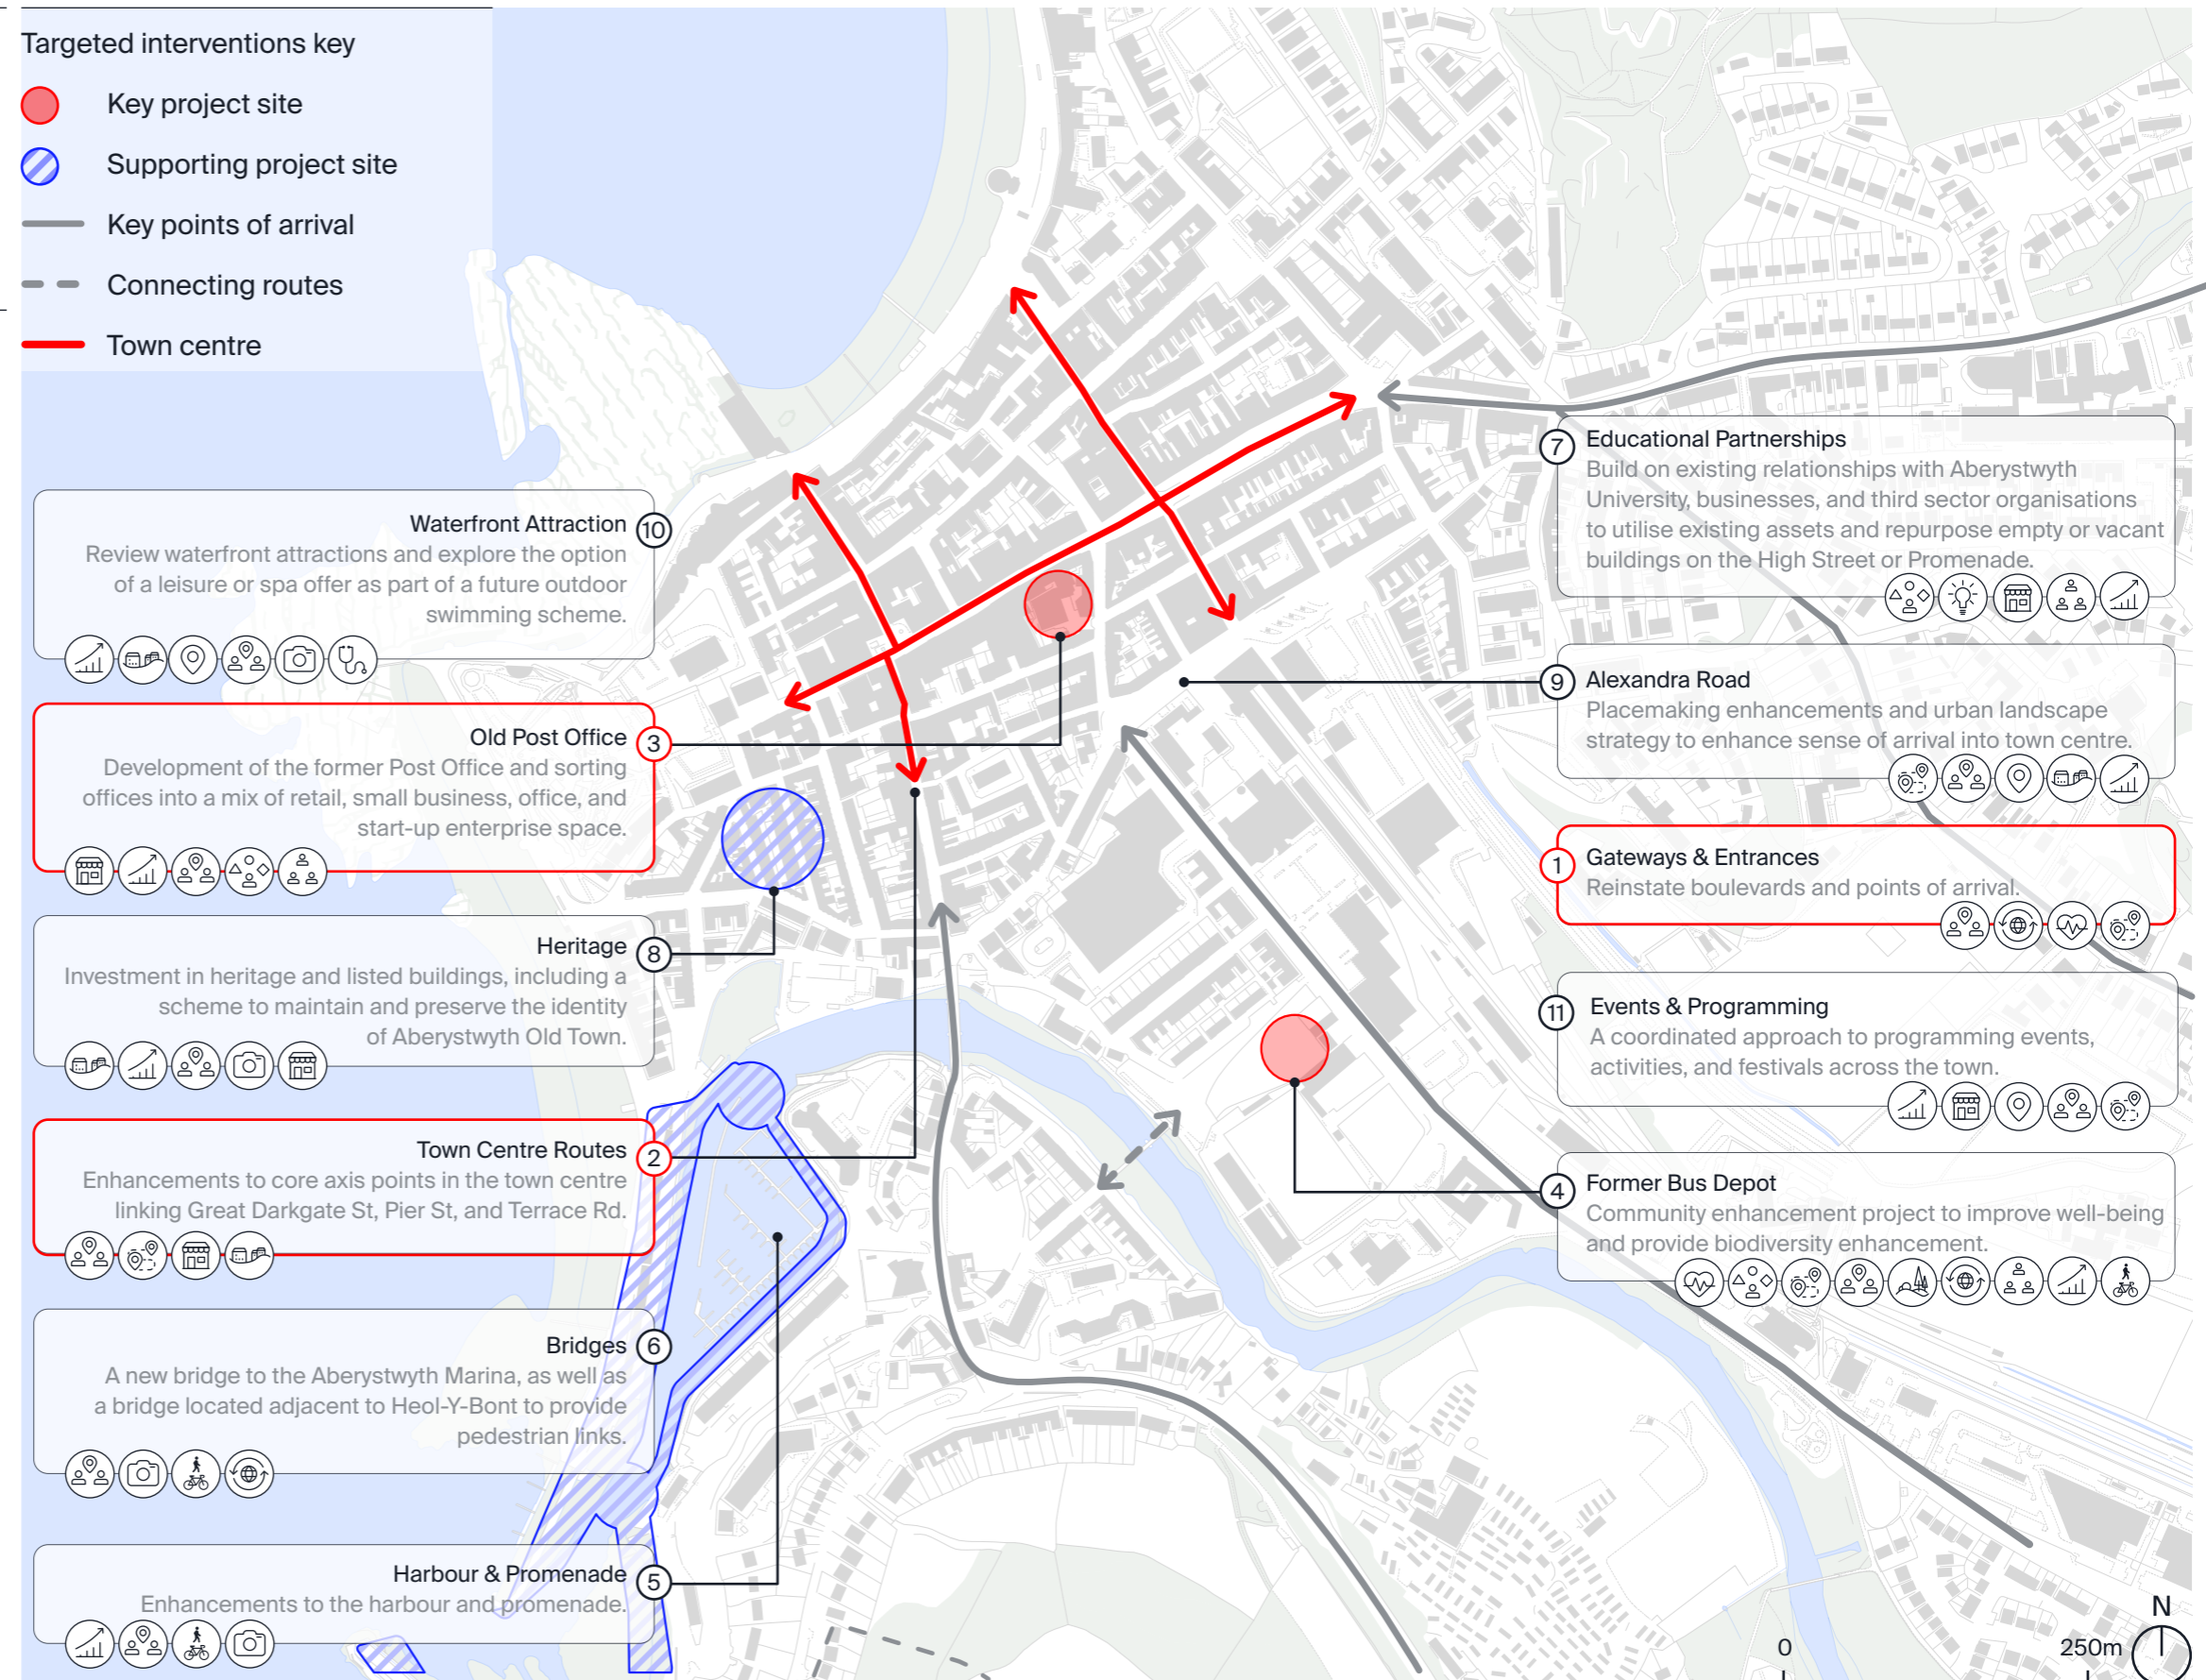 Targeted interventions key
Key project site
Supporting project site
Key points of arrival
Connecting routes
Town centre
Waterfront Attraction 10
Review waterfront attractions and explore the option
of a leisure or spa offer as part of a future outdoor
swimming scheme.
Old Post Office 3
Development of the former Post Office and sorting
offices into a mix of retail, small business, office, and
start-up enterprise space.
Heritage 8
Investment in heritage and listed buildings, including a
scheme to maintain and preserve the identity
of Aberystwyth Old Town.
Town Centre Routes 2
Enhancements to core axis points in the town centre
linking Great Darkgate St, Pier St, and Terrace Rd.
Bridges 6
A new bridge to the Aberystwyth Marina, as well as
a bridge located adjacent to Heol-Y-Bont to provide
pedestrian links.
Harbour & Promenade 5
Enhancements to the harbour and promenade.
7 Educational Partnerships
Build on existing relationships with Aberystwyth
University, businesses, and third sector organisations
to utilise existing assets and repurpose empty or vacant
buildings on the High Street or Promenade.
9 Alexandra Road
Placemaking enhancements and urban landscape
strategy to enhance sense of arrival into town centre.
1 Gateways & Entrances
Reinstate boulevards and points of arrival.
11 Events & Programming
A coordinated approach to programming events,
activities, and festivals across the town.
4 Former Bus Depot
Community enhancement project to improve well-being
and provide biodiversity enhancement.
N
0 250m